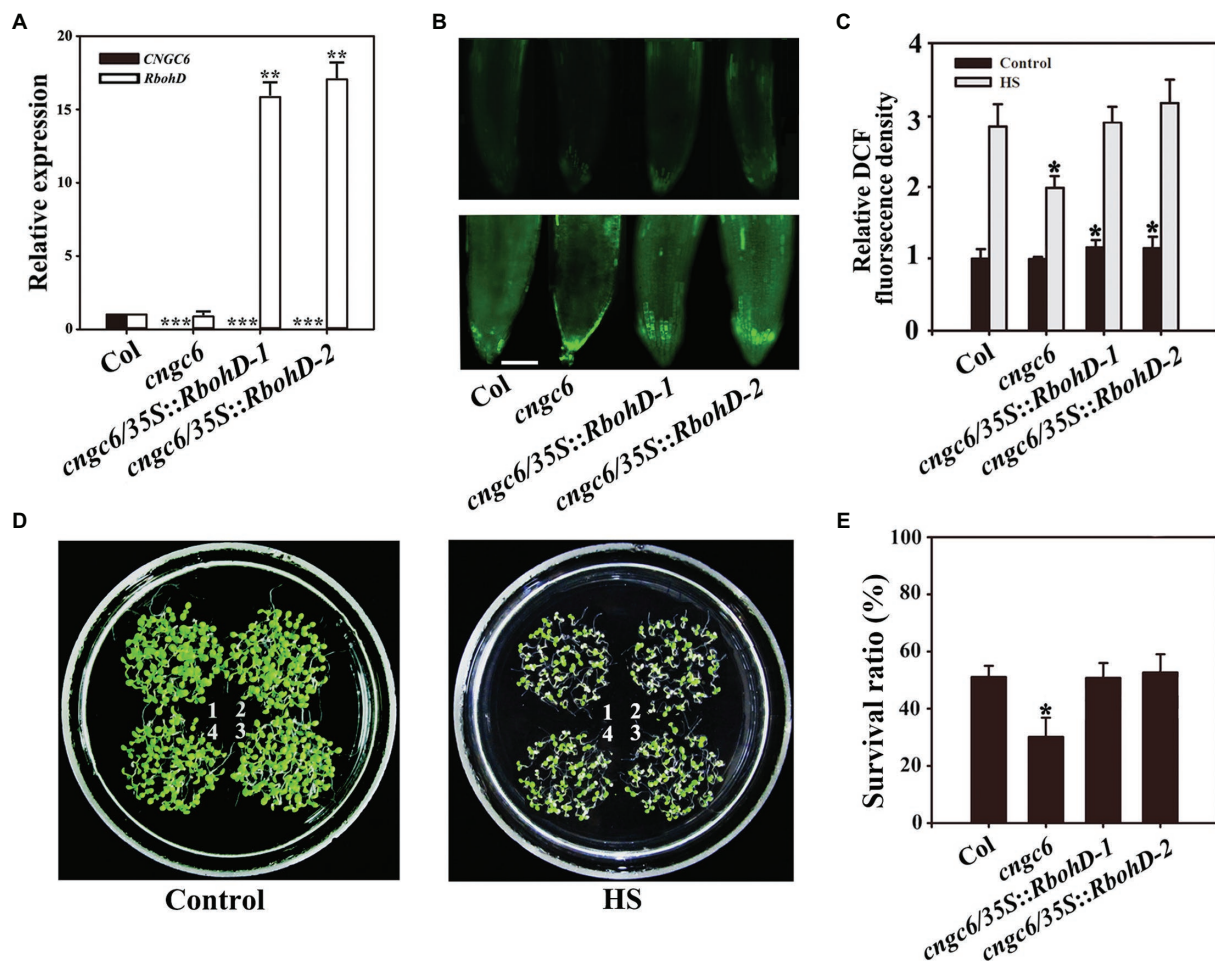 A
Relative expression
20
15
10
5
0
CNGC6
RbohD
**
**
***
***
***
Col
cngc6
cngc6/35S::RbohD-1
cngc6/35S::RbohD-2
B
Col
cngc6
cngc6/35S::RbohD-1
cngc6/35S::RbohD-2
C
Relative DCF
fluorsecence density
4
3
2
1
0
Control
HS
*
*
*
Col
cngc6
cngc6/35S::RbohD-1
cngc6/35S::RbohD-2
D
1 2
4 3
Control
1 2
4 3
HS
E
Survival ratio (%)
100
80
60
40
20
0
*
Col
cngc6
cngc6/35S::RbohD-1
cngc6/35S::RbohD-2